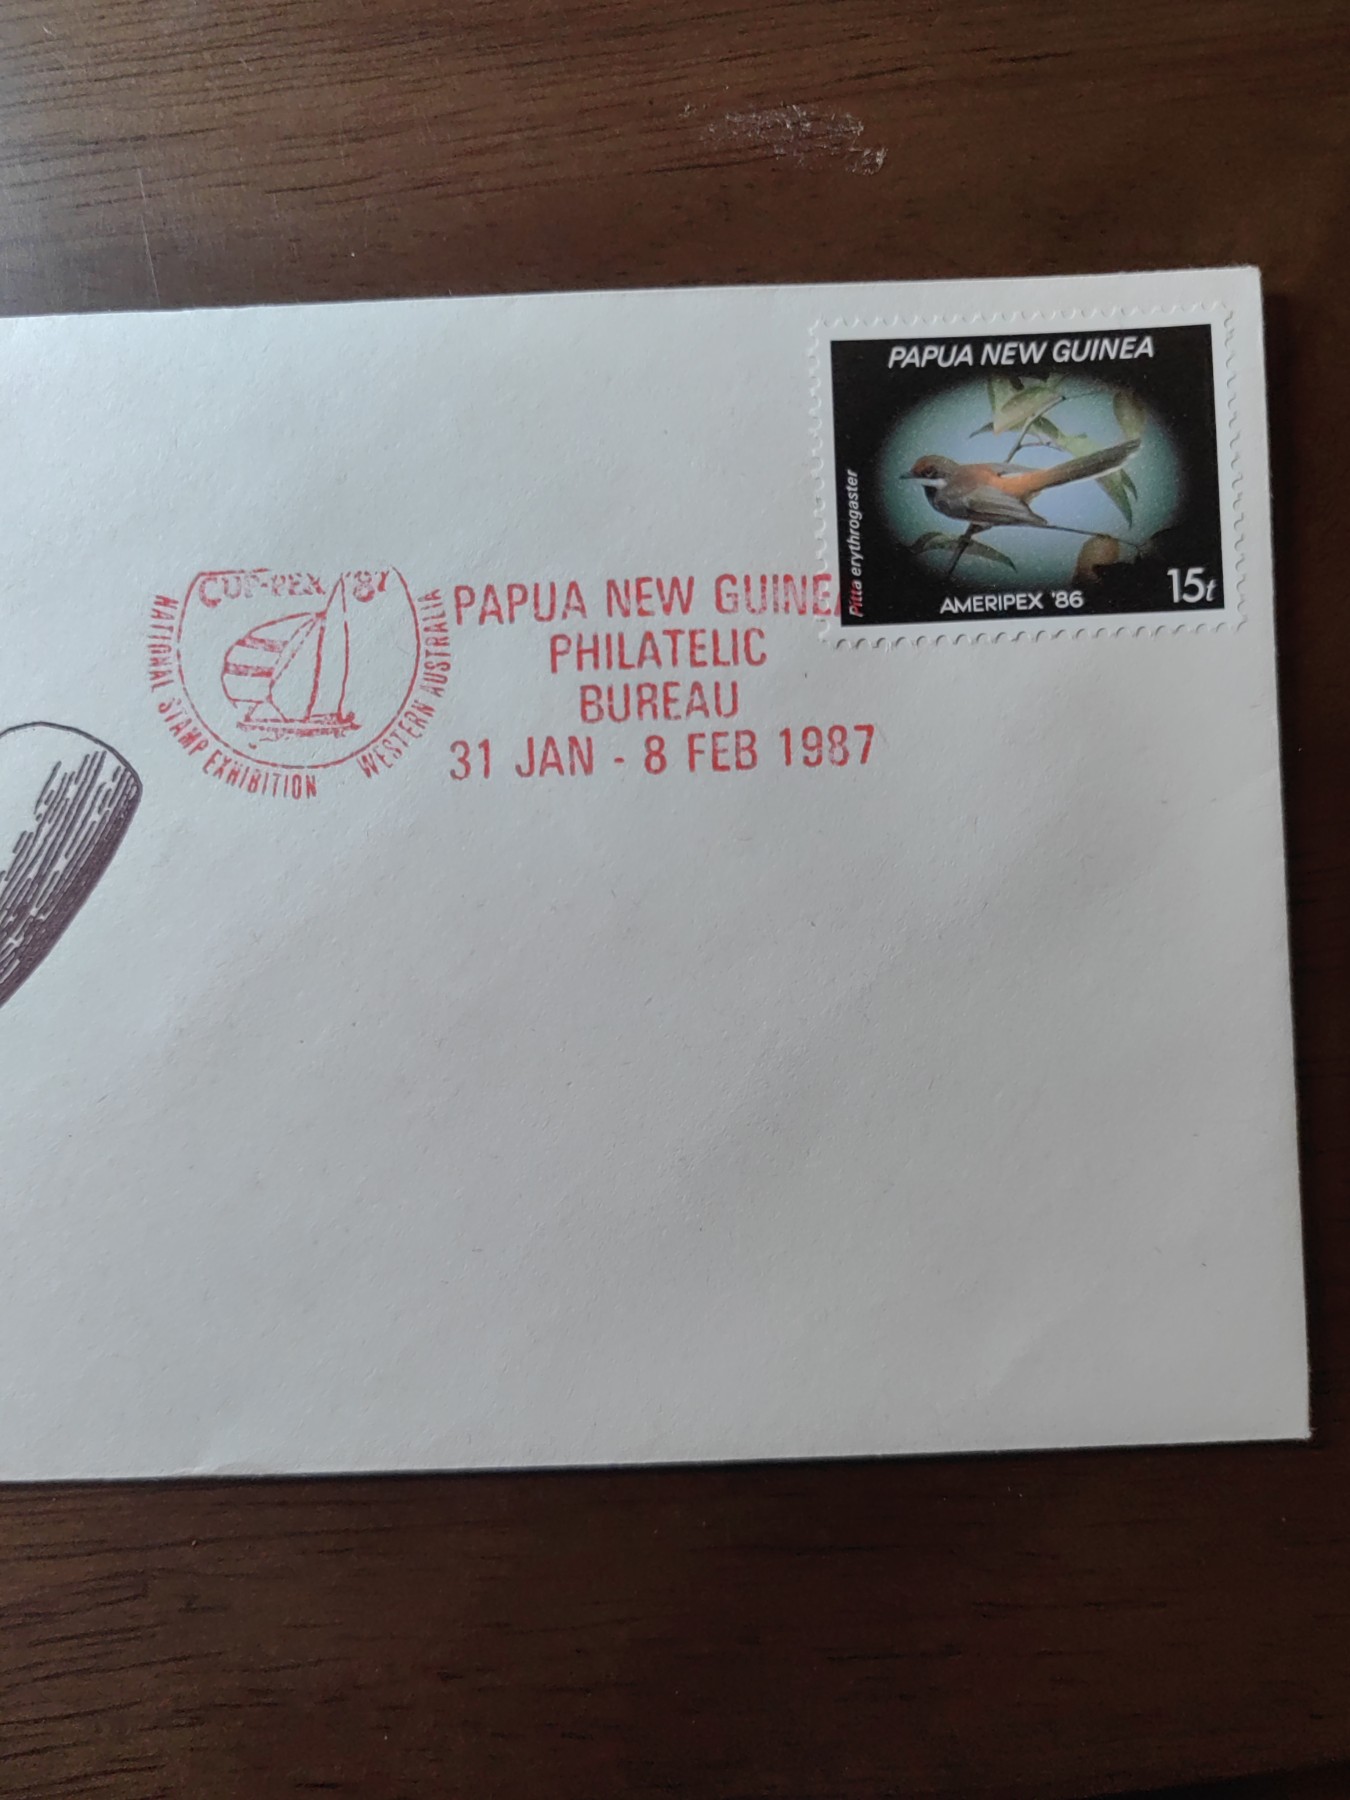 PAPUA NEW GUINEA
Pitta erythrogaster
AMERIPEX '86
15t
CUP-PEX '87
NATIONAL STAMP EXHIBITION WESTERN AUSTRALIA
PAPUA NEW GUINEA
PHILATELIC
BUREAU
31 JAN - 8 FEB 1987